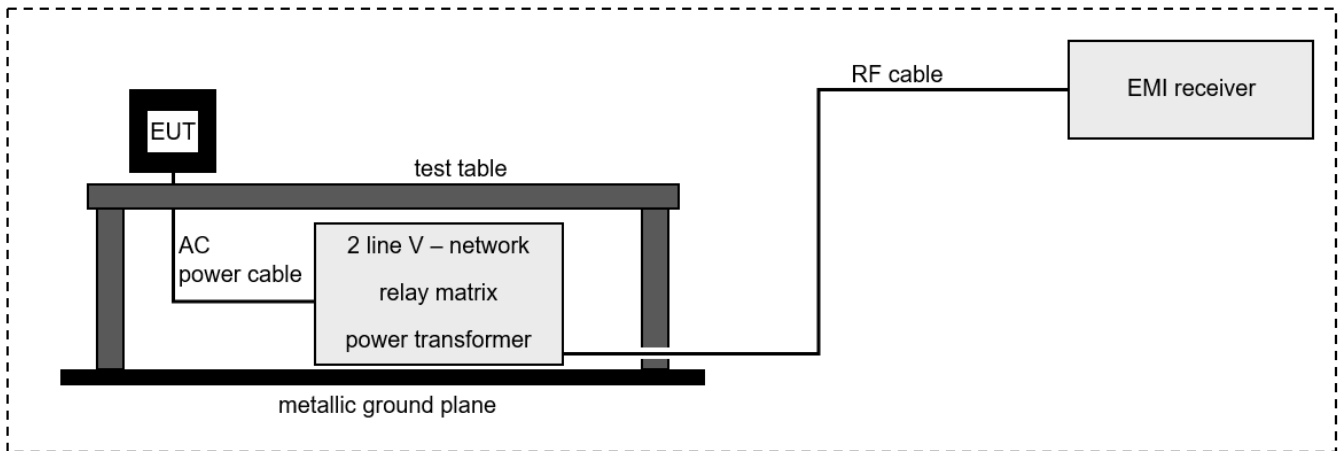 RF cable
EMI receiver
EUT
test table
AC
power cable
2 line V – network
relay matrix
power transformer
metallic ground plane